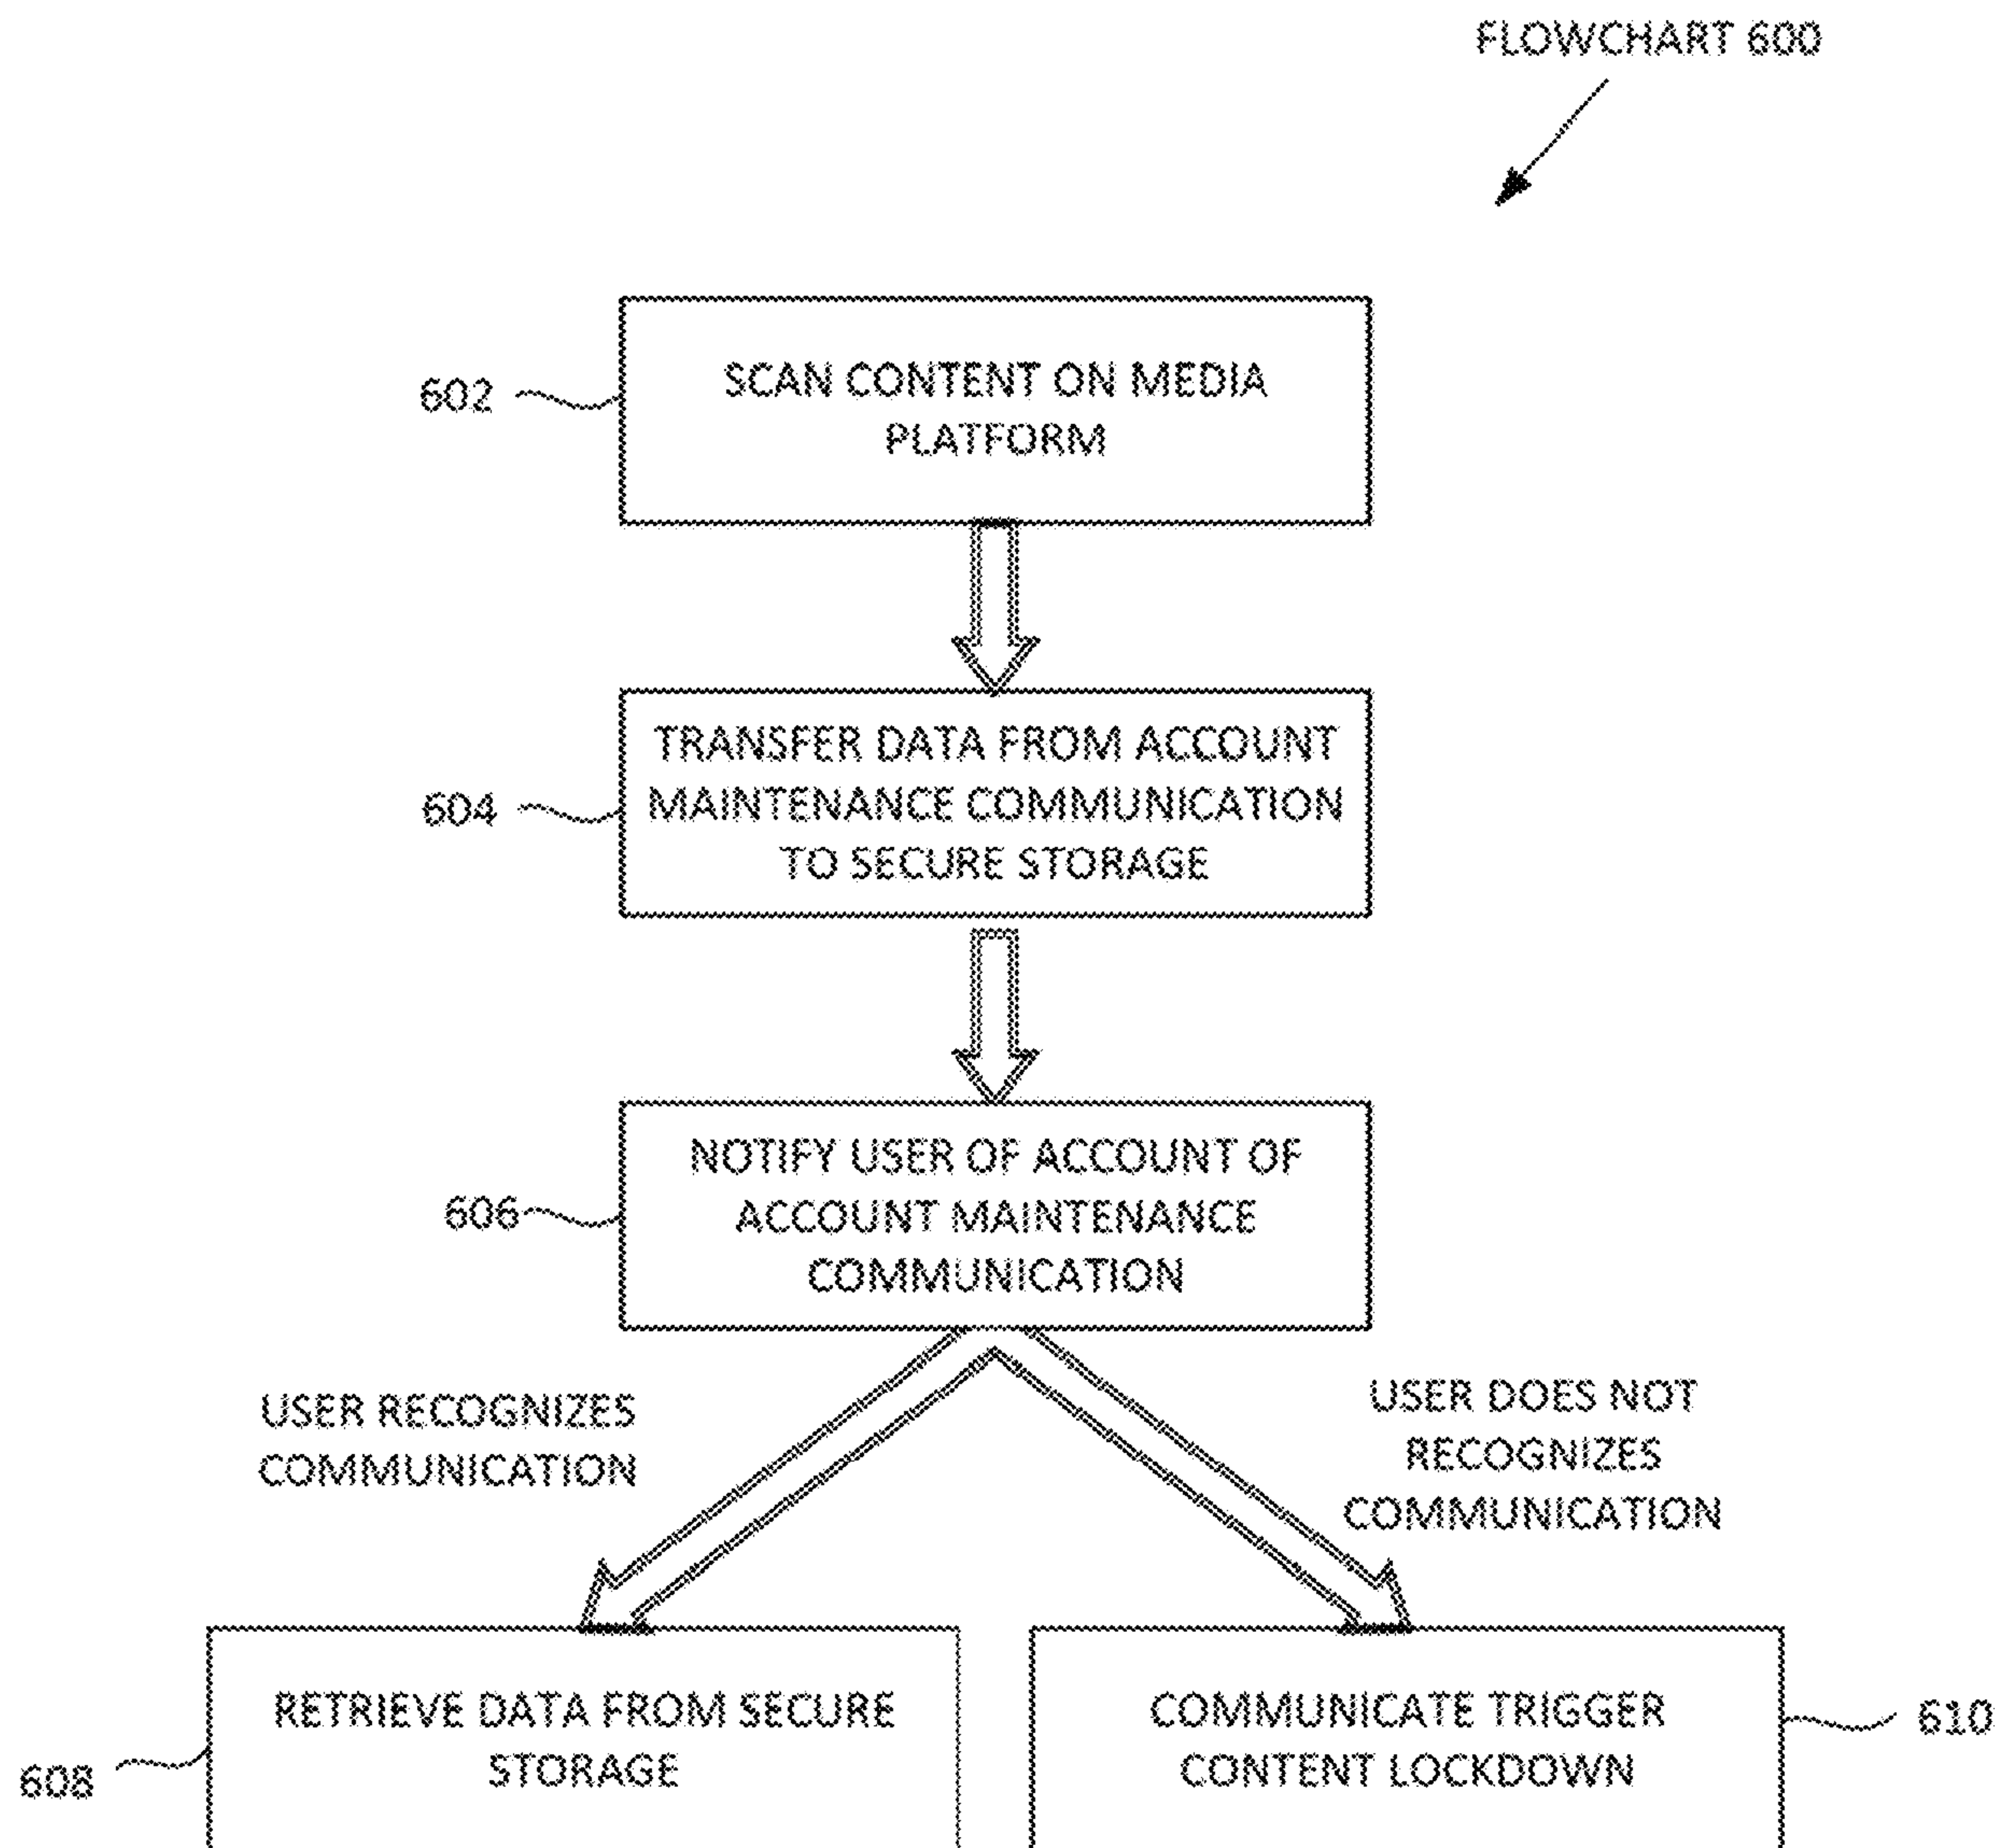 FLOWCHART 600
602
SCAN CONTENT ON MEDIA
PLATFORM
604
TRANSFER DATA FROM ACCOUNT
MAINTENANCE COMMUNICATION
TO SECURE STORAGE
606
NOTIFY USER OF ACCOUNT OF
ACCOUNT MAINTENANCE
COMMUNICATION
USER RECOGNIZES
COMMUNICATION
USER DOES NOT
RECOGNIZES
COMMUNICATION
608
RETRIEVE DATA FROM SECURE
STORAGE
COMMUNICATE TRIGGER
CONTENT LOCKDOWN
610